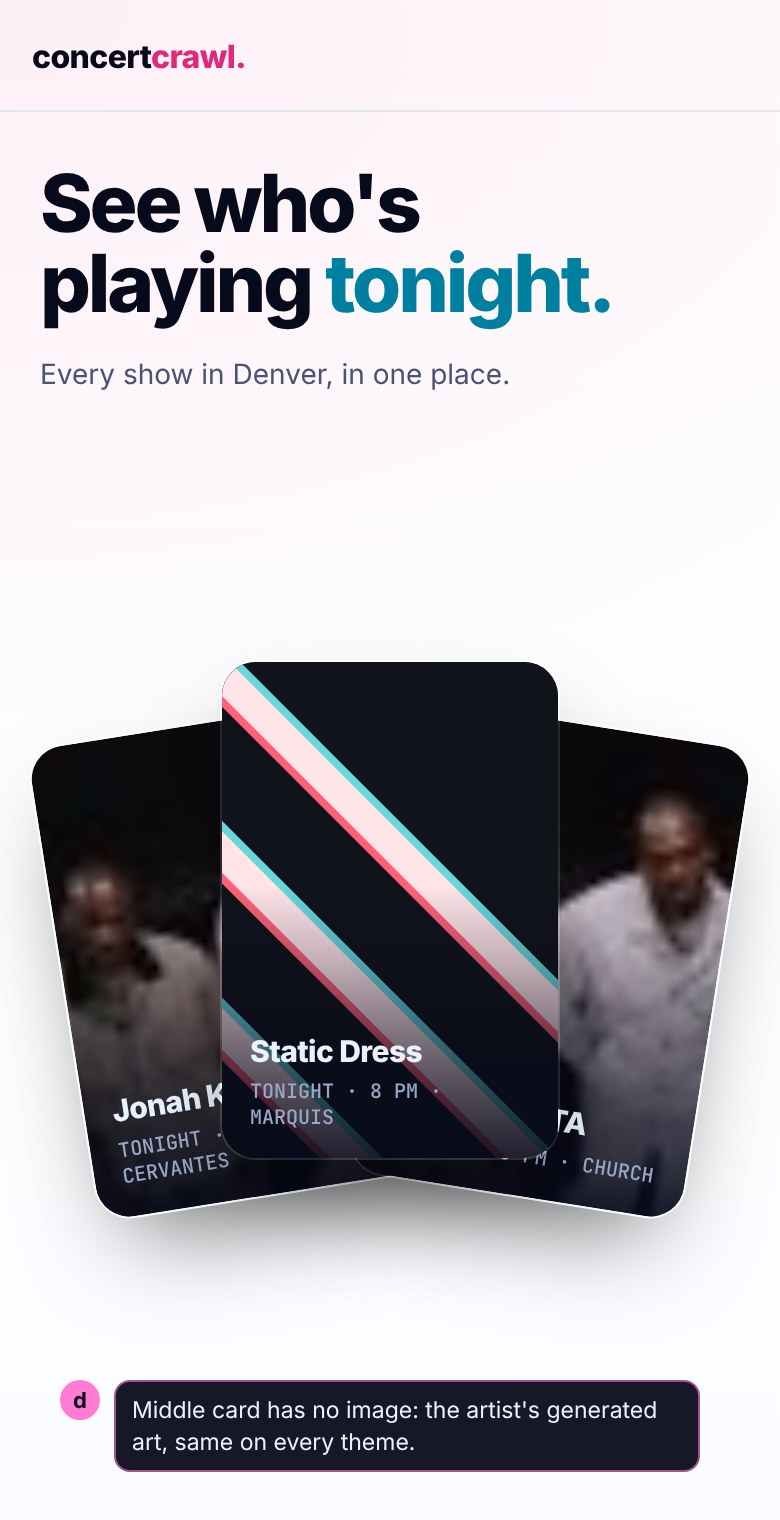 concertcrawl.
See who's
playing tonight.
Every show in Denver, in one place.
Static Dress
TONIGHT · 8 PM ·
MARQUIS
Jonah K
TONIGHT ·
CERVANTES
TA
PM · CHURCH
d
Middle card has no image: the artist's generated
art, same on every theme.